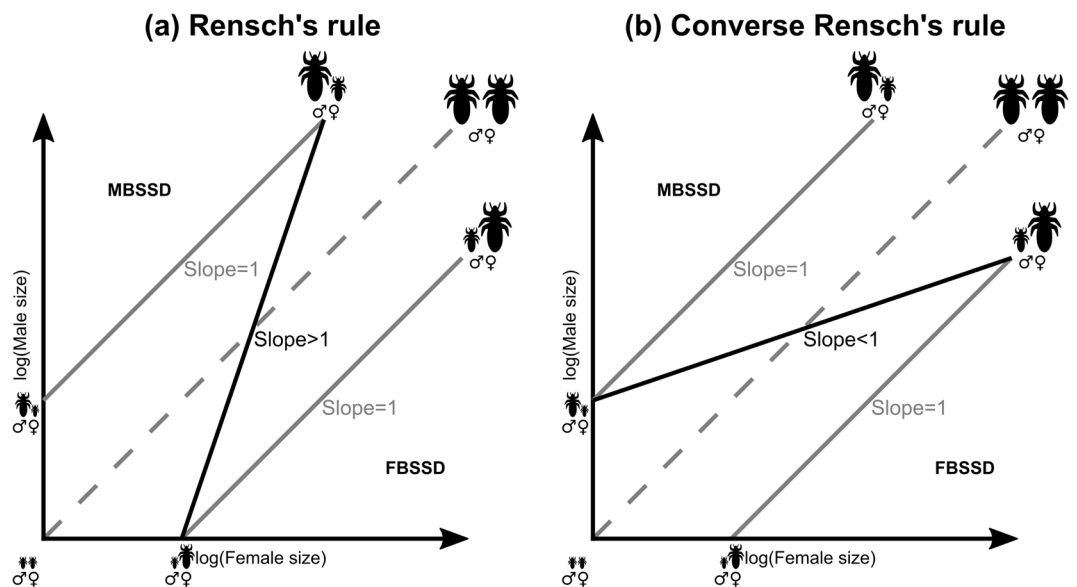 (a) Rensch's rule
(b) Converse Rensch's rule
♂♀
♂♀
♂♀
MBSSD
Slope=1
Slope>1
Slope=1
FBSSD
log(Male size)
♂♀
♂♀
♂♀
log(Female size)
♂♀
♂♀
♂♀
MBSSD
Slope=1
Slope<1
Slope=1
FBSSD
log(Male size)
♂♀
♂♀
♂♀
log(Female size)